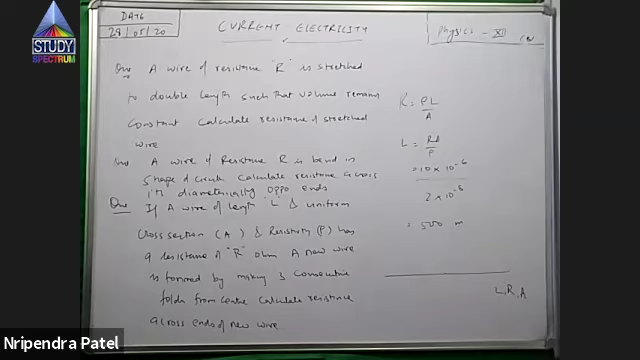 STUDY
SPECTRUM
DATE
28/05/20
CURRENT ELECTRICITY
Physics - XII
Que A wire of resistance "R" is stretched
to double length such that volume remains
constant calculate resistance of stretched
wire
Que A wire of Resistance R is bend in
Shape of circle calculate resistance across
it's diametrically oppo ends
Que If A wire of length "L" & uniform
Cross section (A) & Resistivity (ρ) has
a resistance of "R" ohm A new wire
is formed by making 3 consecutive
folds from centre calculate resistance
across ends of new wire.
R = ρL
A
L = RA
ρ
= 10 × 10⁻⁶
2 × 10⁻⁸
= 500 m
L, R, A
Nripendra Patel